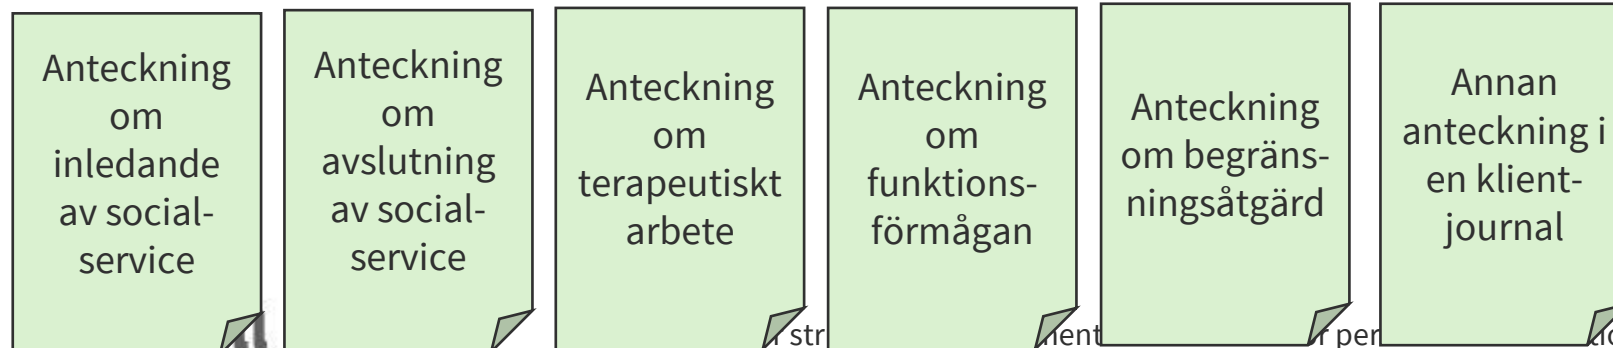 Anteckning
om
inledande
av social-
service
Anteckning
om
avslutning
av social-
service
Anteckning
om
terapeutiskt
arbete
Anteckning
om
funktions-
förmågan
Anteckning
om begräns-
ningsåtgärd
Annan
anteckning i
en klient-
journal